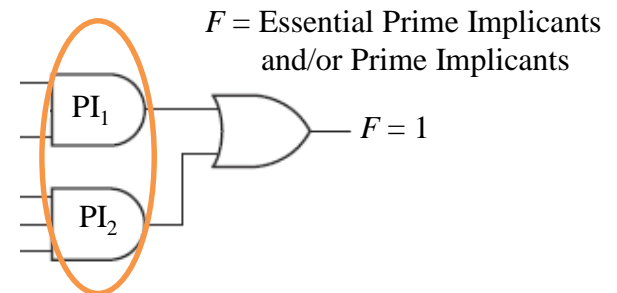 F = Essential Prime Implicants
and/or Prime Implicants
PI₁
F = 1
PI₂